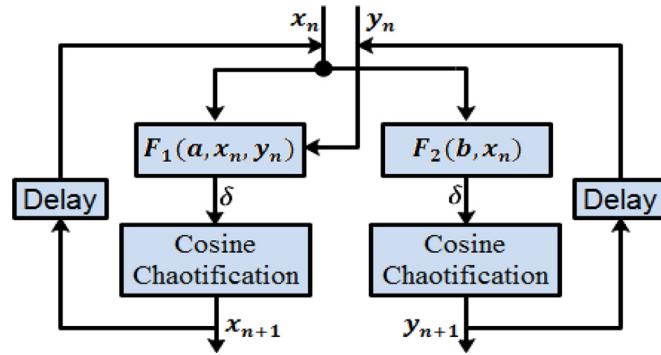 xₙ yₙ
F₁(a, xₙ, yₙ) F₂(b, xₙ)
Delay δ δ Delay
Cosine Chaotification
Cosine Chaotification
xₙ₊₁ yₙ₊₁